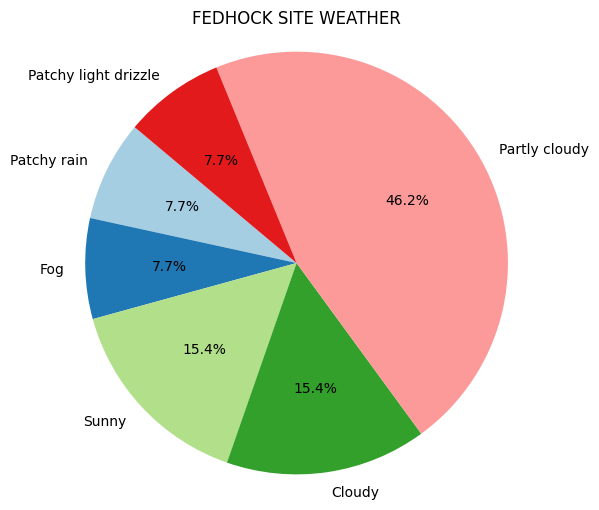 FEDHOCK SITE WEATHER
Patchy light drizzle
7.7%
Partly cloudy
46.2%
Patchy rain
7.7%
Fog
7.7%
Sunny
15.4%
Cloudy
15.4%